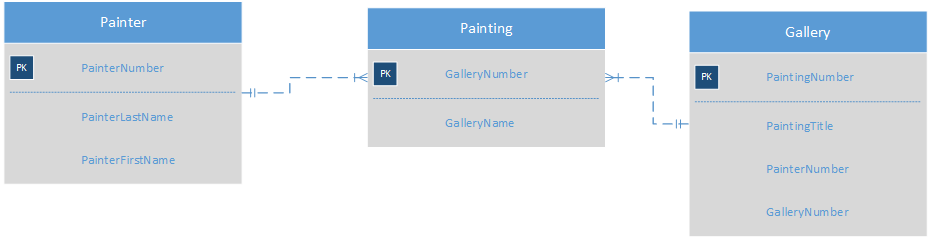 Painter
PK PainterNumber
PainterLastName
PainterFirstName
Painting
PK GalleryNumber
GalleryName
Gallery
PK PaintingNumber
PaintingTitle
PainterNumber
GalleryNumber